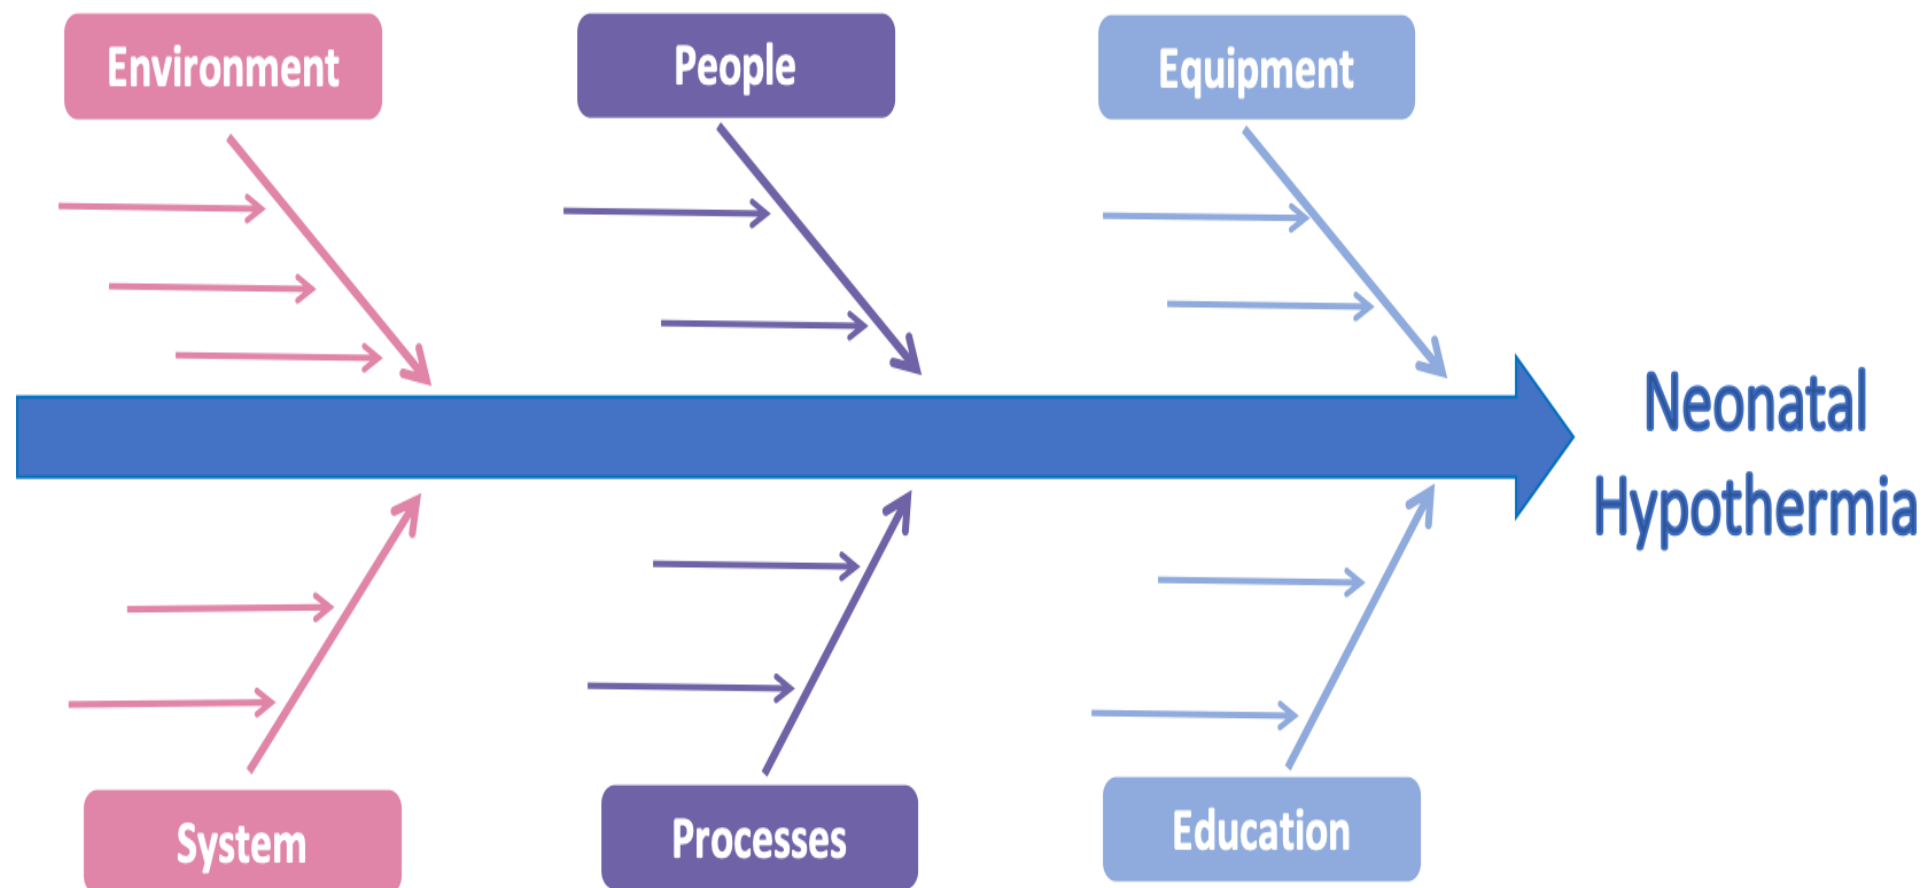 Environment
People
Equipment
Neonatal
Hypothermia
System
Processes
Education